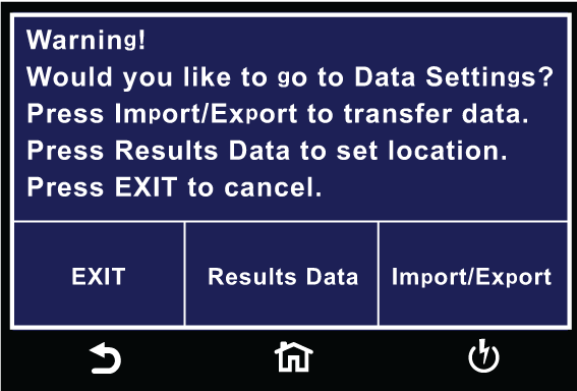 Warning!
Would you like to go to Data Settings?
Press Import/Export to transfer data.
Press Results Data to set location.
Press EXIT to cancel.
EXIT
Results Data
Import/Export